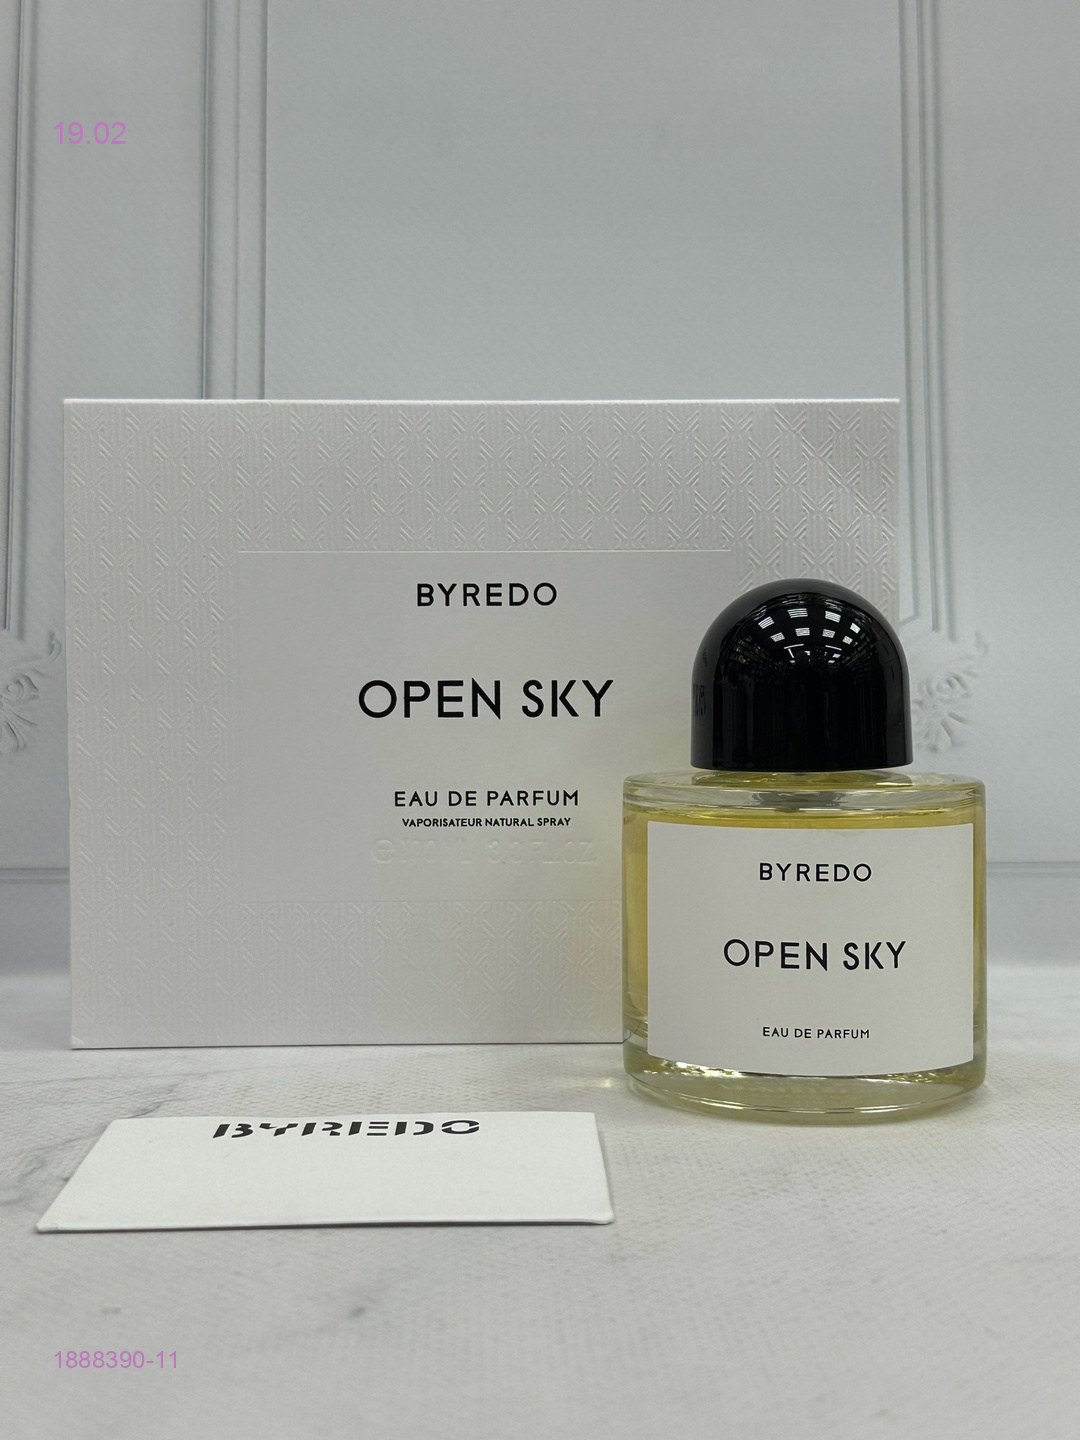 19.02
BYREDO
OPEN SKY
EAU DE PARFUM
VAPORISATEUR NATURAL SPRAY
BYREDO
OPEN SKY
EAU DE PARFUM
BYREDO
1888390-11